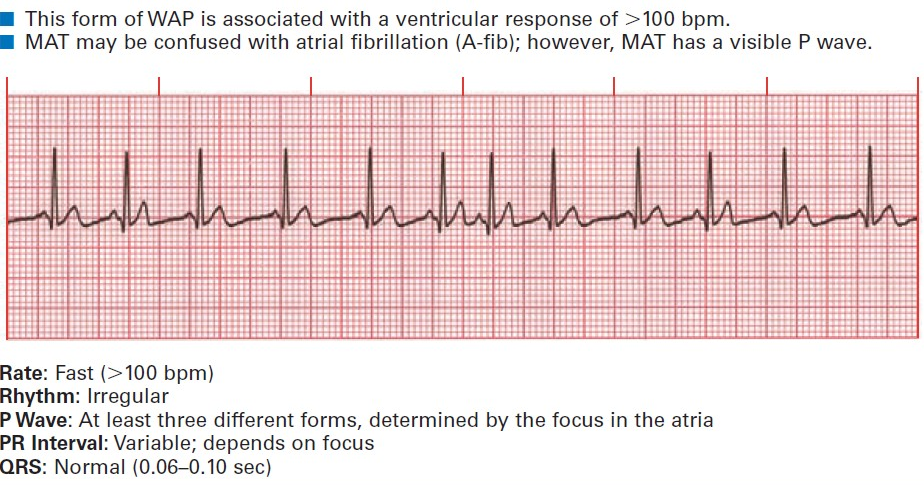 ■ This form of WAP is associated with a ventricular response of >100 bpm.
■ MAT may be confused with atrial fibrillation (A-fib); however, MAT has a visible P wave.
Rate: Fast (>100 bpm)
Rhythm: Irregular
P Wave: At least three different forms, determined by the focus in the atria
PR Interval: Variable; depends on focus
QRS: Normal (0.06–0.10 sec)